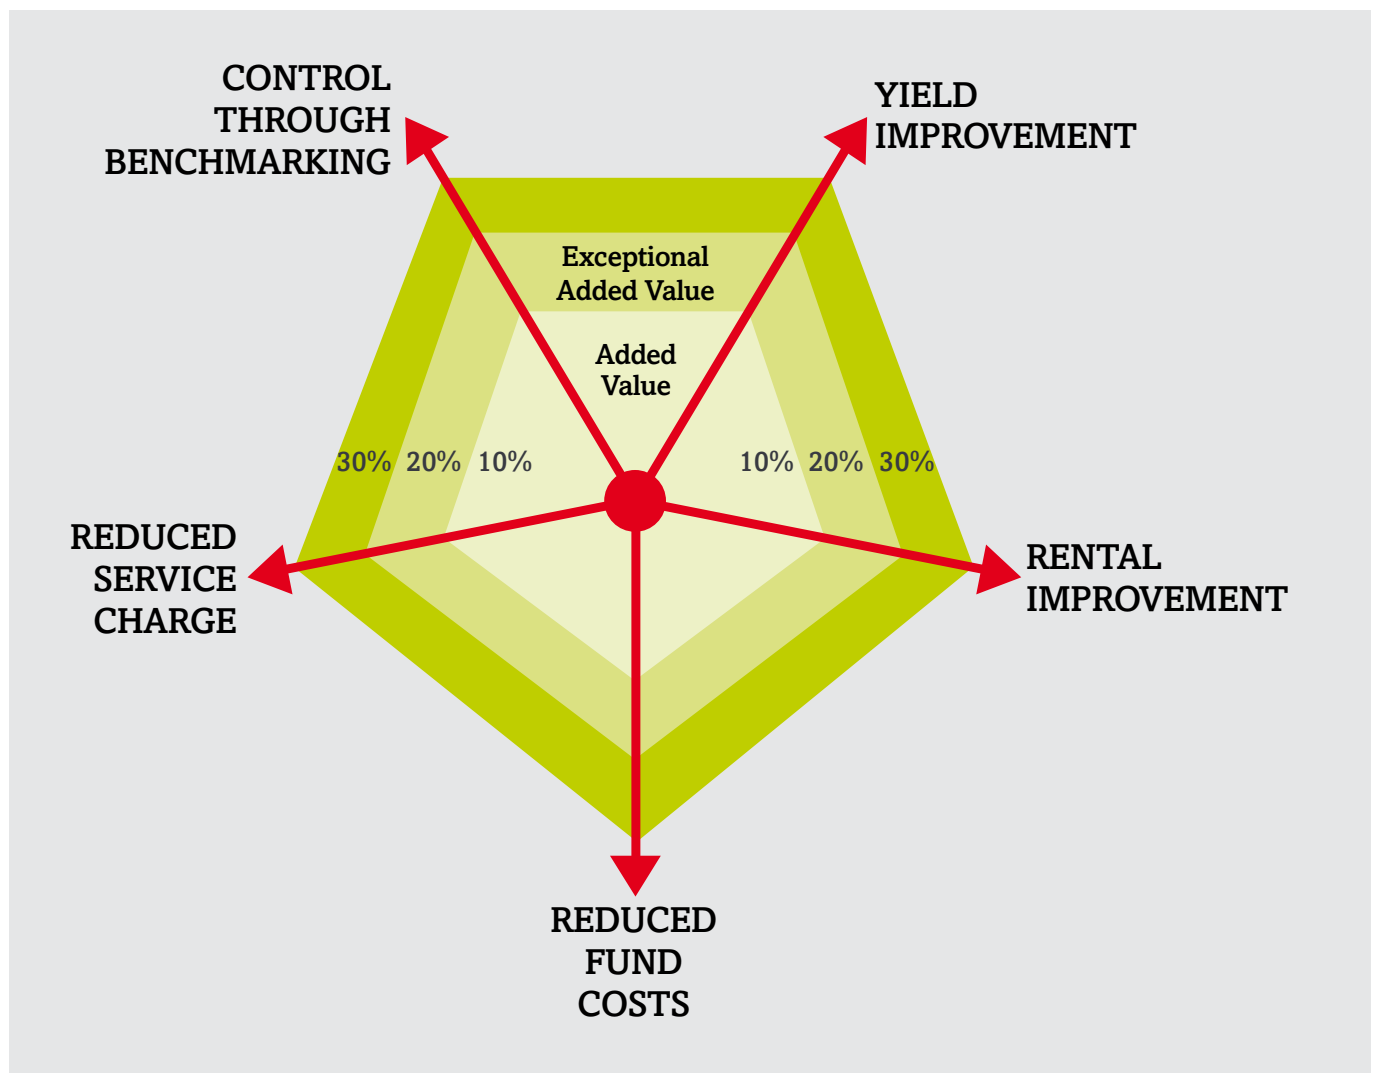 CONTROL
THROUGH
BENCHMARKING
YIELD
IMPROVEMENT
Exceptional
Added Value
Added
Value
30% 20% 10%
10% 20% 30%
REDUCED
SERVICE
CHARGE
RENTAL
IMPROVEMENT
REDUCED
FUND
COSTS